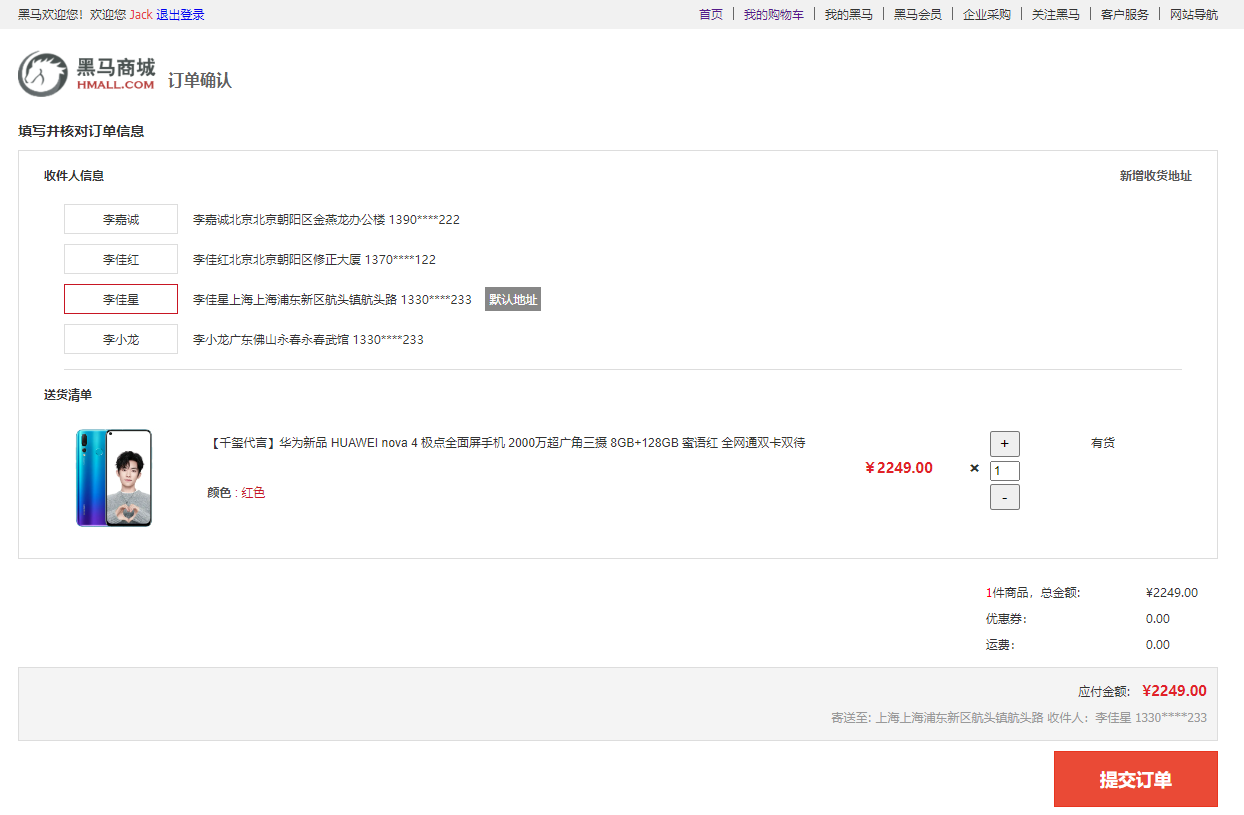 黑马欢迎您！欢迎您 Jack 退出登录
首页 | 我的购物车 | 我的黑马 | 黑马会员 | 企业采购 | 关注黑马 | 客户服务 | 网站导航
黑马商城
HMALL.COM
订单确认
填写并核对订单信息
收件人信息 新增收货地址
李嘉诚 李嘉诚北京北京朝阳区金燕龙办公楼 1390****222
李佳红 李佳红北京北京朝阳区修正大厦 1370****122
李佳星 李佳星上海上海浦东新区航头镇航头路 1330****233 默认地址
李小龙 李小龙广东佛山永春永春武馆 1330****233
送货清单
【千玺代言】华为新品 HUAWEI nova 4 极点全面屏手机 2000万超广角三摄 8GB+128GB 蜜语红 全网通双卡双待 + 有货
¥2249.00 × 1
颜色 : 红色 -
1件商品，总金额: ¥2249.00
优惠券: 0.00
运费: 0.00
应付金额: ¥2249.00
寄送至: 上海上海浦东新区航头镇航头路 收件人: 李佳星 1330****233
提交订单